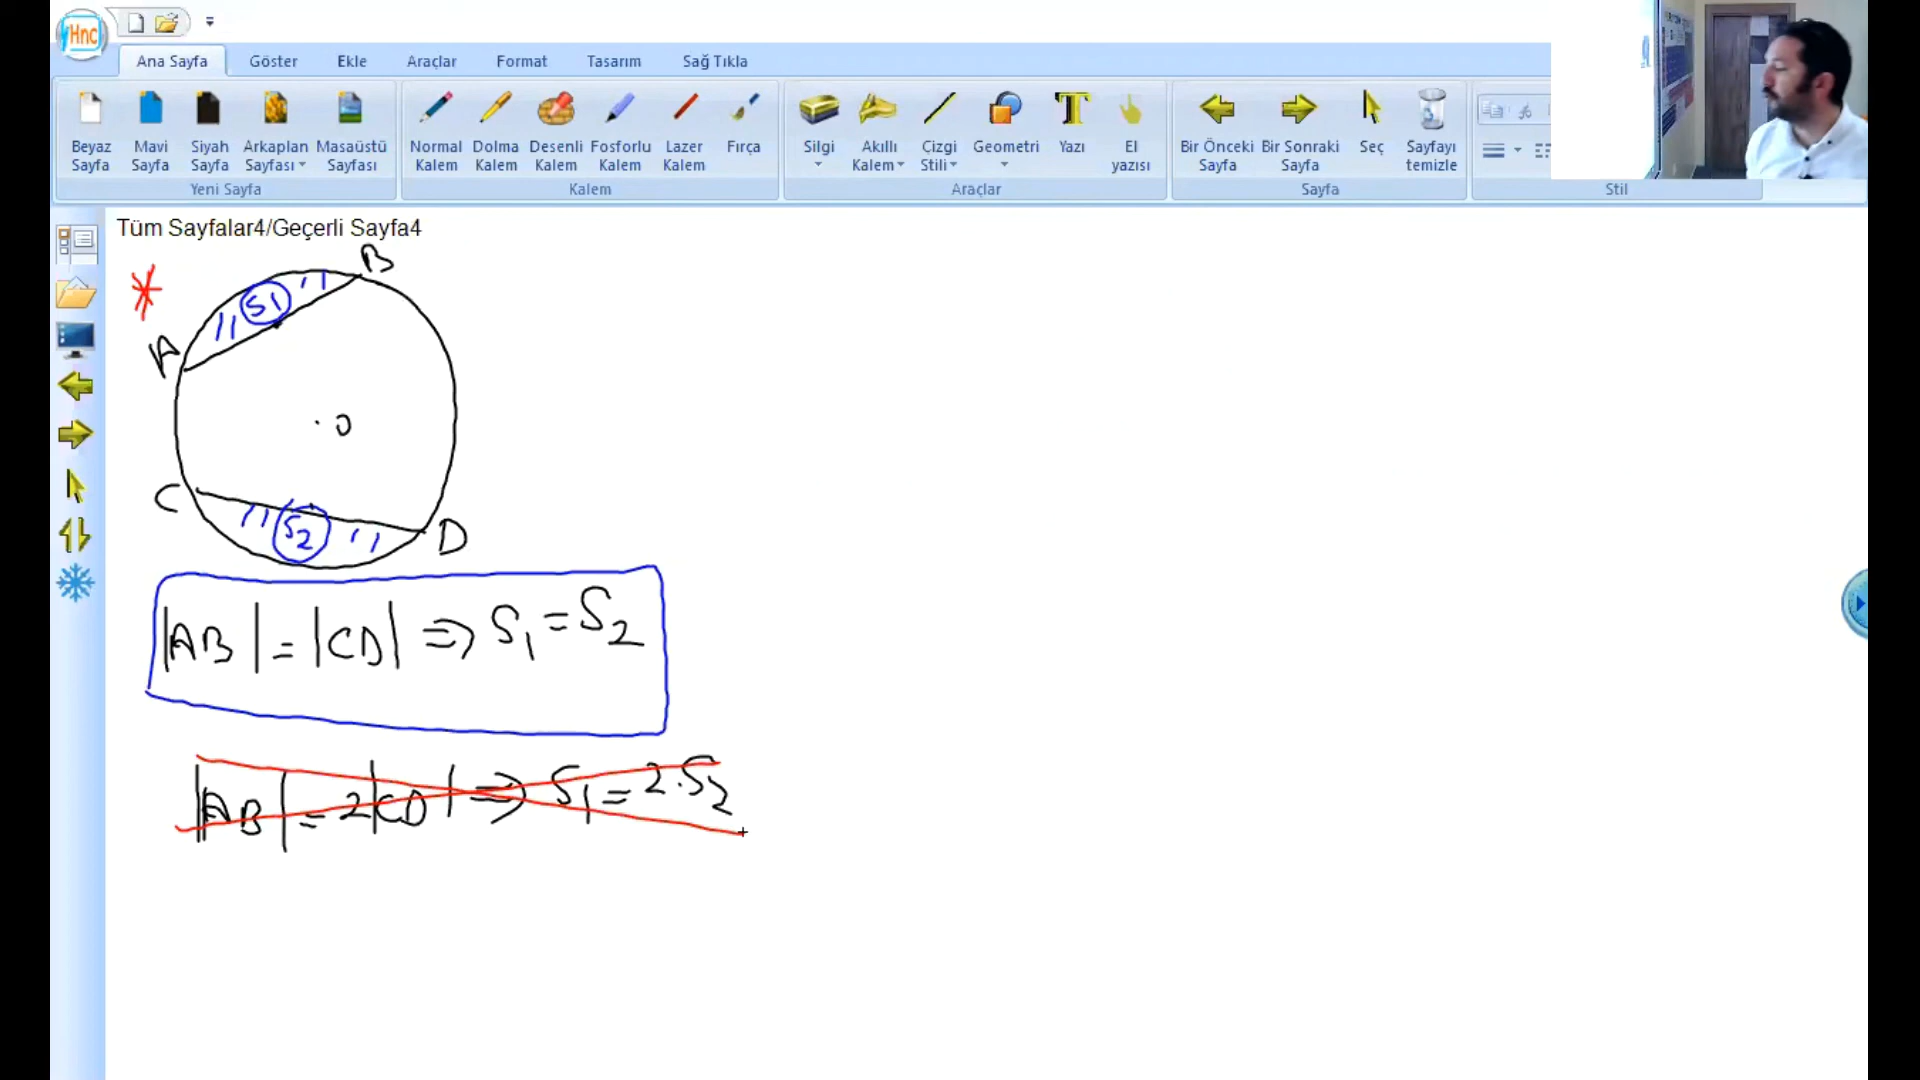 Hnc
Ana Sayfa Göster Ekle Araçlar Format Tasarım Sağ Tıkla
Beyaz Sayfa Mavi Sayfa Siyah Sayfa Arkaplan Sayfası Masaüstü Sayfası
Yeni Sayfa
Normal Kalem Dolma Kalem Desenli Kalem Fosforlu Kalem Lazer Kalem Fırça
Kalem
Silgi Akıllı Kalem Çizgi Stili Geometri Yazı El yazısı
Araçlar
Bir Önceki Sayfa Bir Sonraki Sayfa Seç Sayfayı temizle
Sayfa
Stil
Tüm Sayfalar4/Geçerli Sayfa4
B
S1
A
O
C
S2
D
|AB| = |CD| ⇒ S1 = S2
|AB| = 2|CD| ⇒ S1 = 2.S2